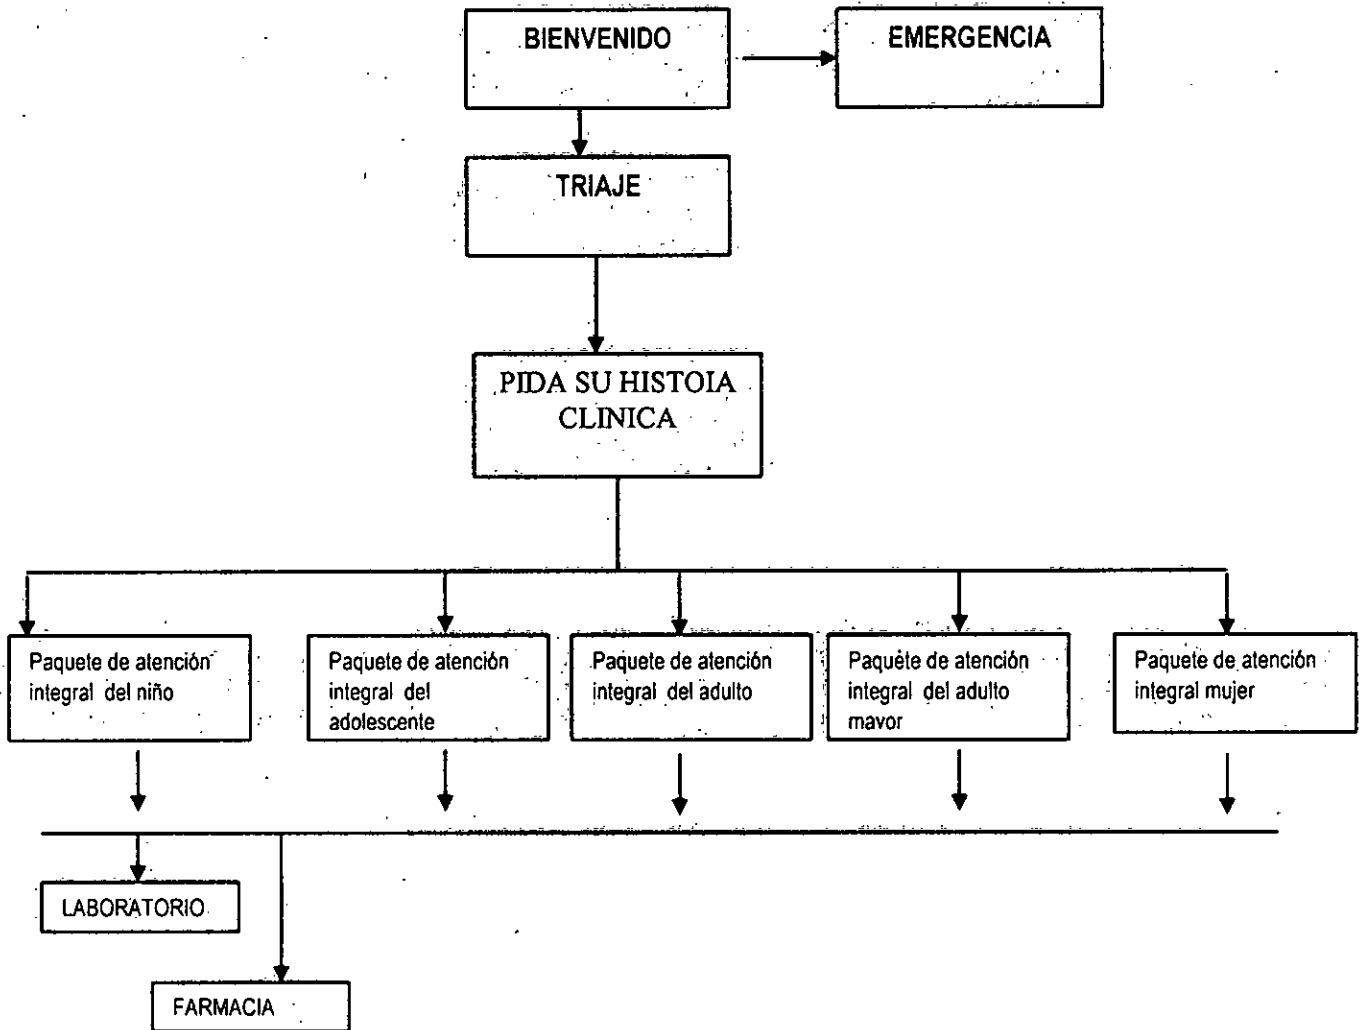 BIENVENIDO
EMERGENCIA
TRIAJE
PIDA SU HISTOIA
CLINICA
Paquete de atención
integral del niño
Paquete de atención
integral del
adolescente
Paquete de atención
integral del adulto
Paquete de atención
integral del adulto
mavor
Paquete de atención
integral mujer
LABORATORIO
FARMACIA